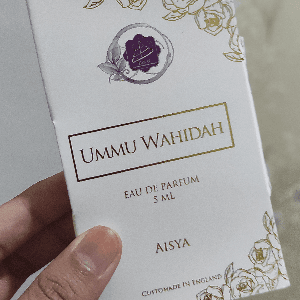 UMMU WAHIDAH
EAU DE PARFUM
5 ML
AISYA
CUSTOMADE IN ENGLAND